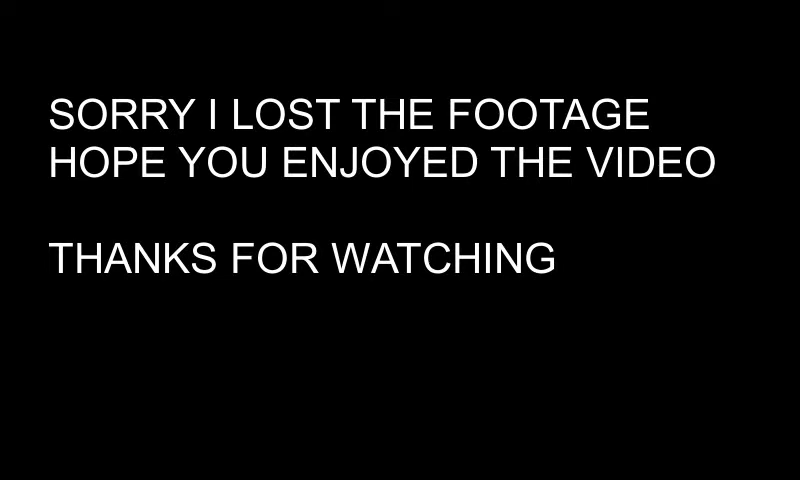 SORRY I LOST THE FOOTAGE
HOPE YOU ENJOYED THE VIDEO
THANKS FOR WATCHING